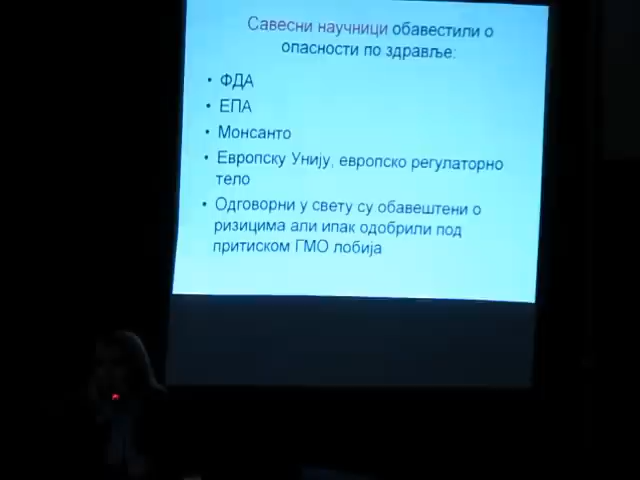 Савесни научници обавестили о
опасности по здравље:
• ФДА
• ЕПА
• Монсанто
• Европску Унију, европско регулаторно
тело
• Одговорни у свету су обавештени о
ризицима али ипак одобрили под
притиском ГМО лобија